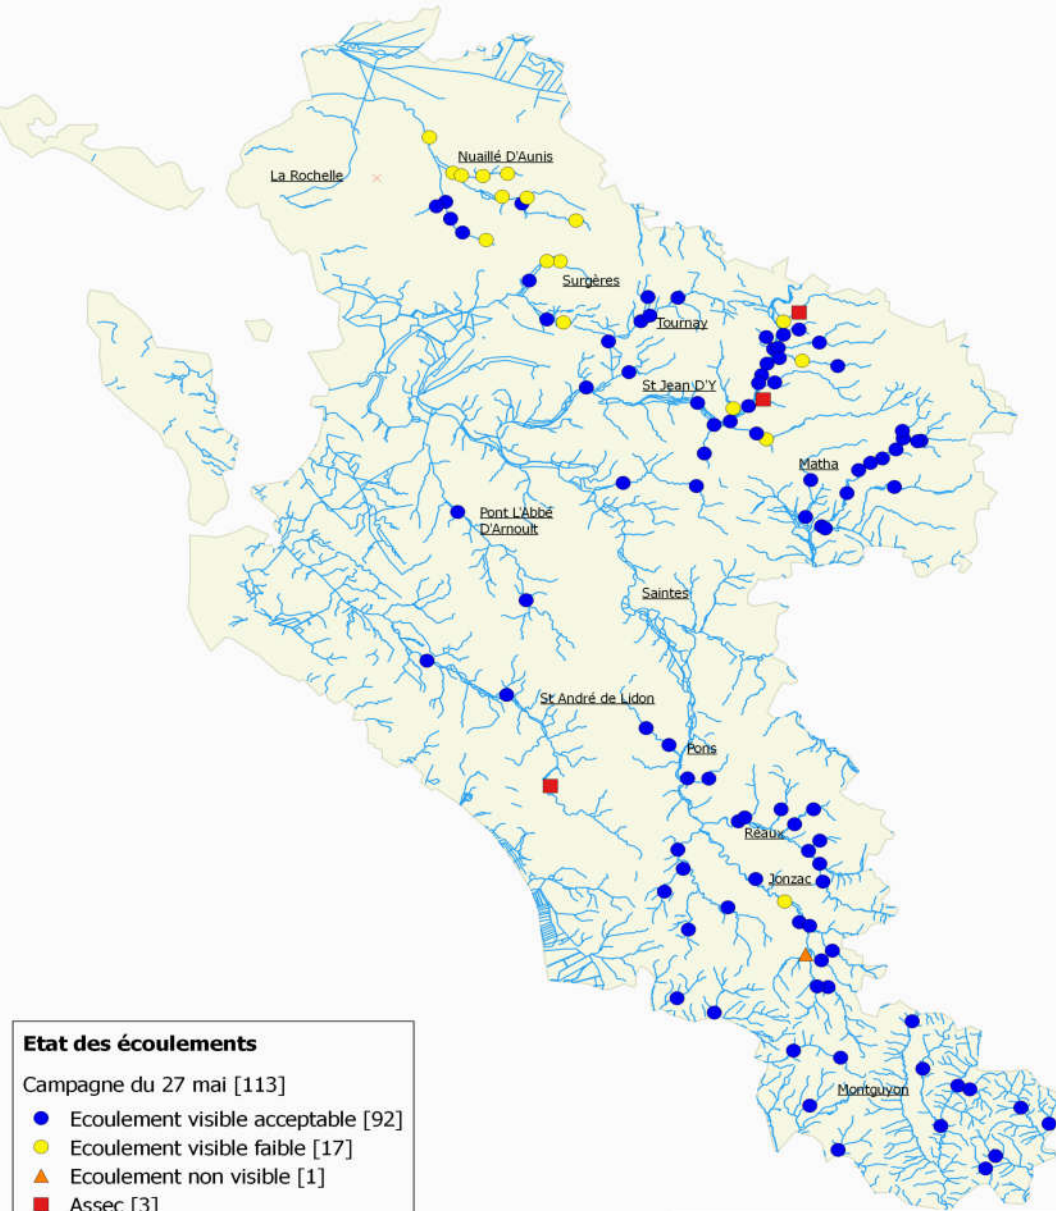 Nuaillé D'Aunis
La Rochelle
Surgères
Tournay
St Jean D'Y
Matha
Pont L'Abbé
D'Arnoult
Saintes
St André de Lidon
Pons
Réaux
Jonzac
Montguyon
Etat des écoulements
Campagne du 27 mai [113]
Ecoulement visible acceptable [92]
Ecoulement visible faible [17]
Ecoulement non visible [1]
Assec [3]